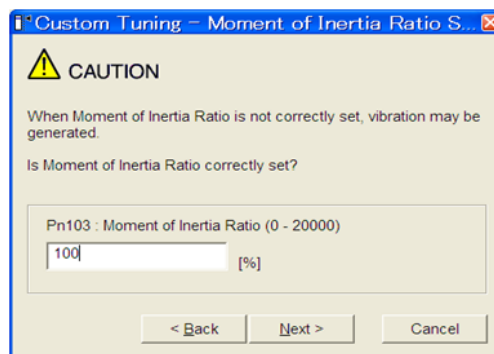 Custom Tuning - Moment of Inertia Ratio S...
CAUTION
When Moment of Inertia Ratio is not correctly set, vibration may be
generated.
Is Moment of Inertia Ratio correctly set?
Pn103 : Moment of Inertia Ratio (0 - 20000)
100
[%]
< Back
Next >
Cancel